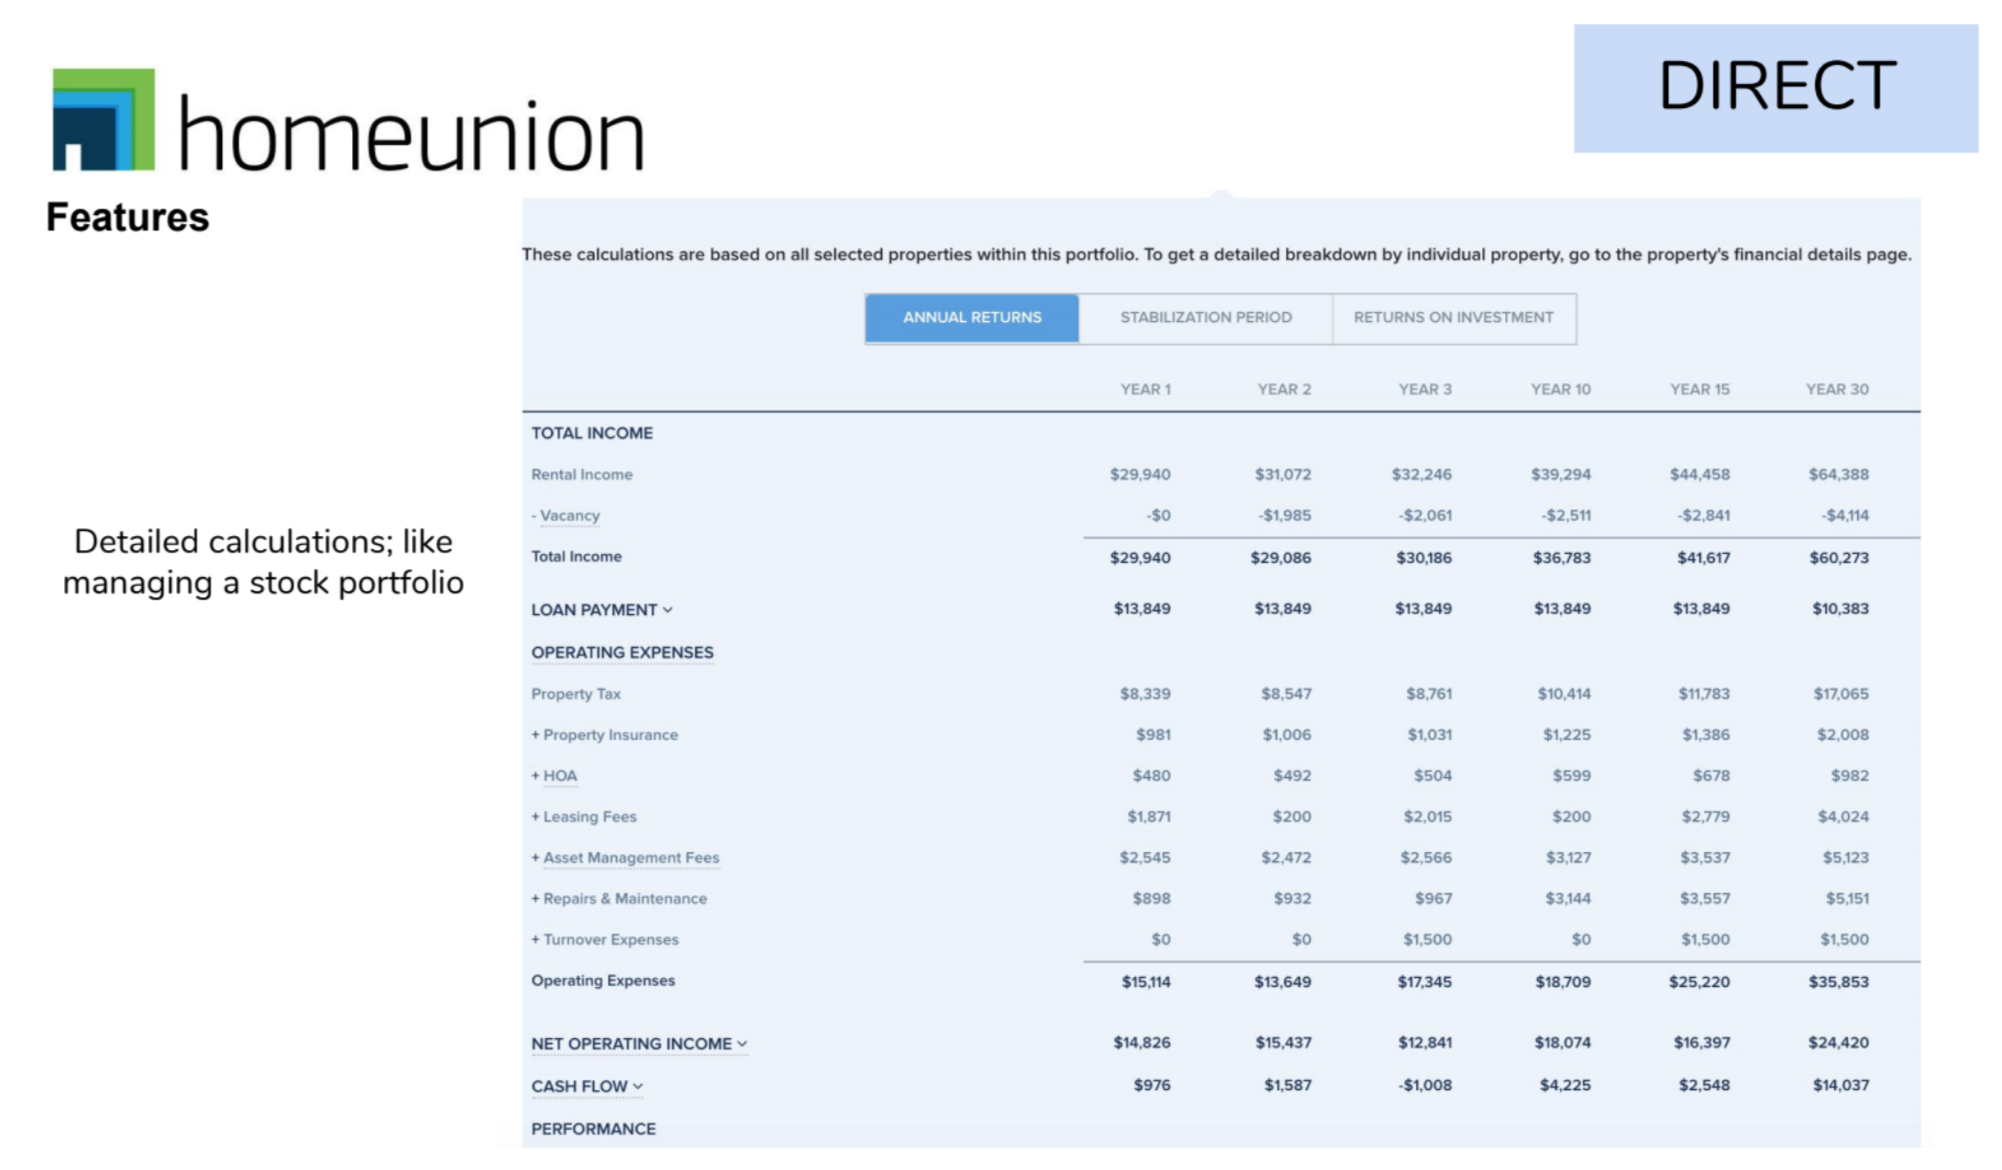 homeunion
DIRECT
Features
These calculations are based on all selected properties within this portfolio. To get a detailed breakdown by individual property, go to the property's financial details page.
ANNUAL RETURNS STABILIZATION PERIOD RETURNS ON INVESTMENT
YEAR 1 YEAR 2 YEAR 3 YEAR 10 YEAR 15 YEAR 30
TOTAL INCOME
Rental Income $29,940 $31,072 $32,246 $39,294 $44,458 $64,388
- Vacancy -$0 -$1,985 -$2,061 -$2,511 -$2,841 -$4,114
Total Income $29,940 $29,086 $30,186 $36,783 $41,617 $60,273
LOAN PAYMENT $13,849 $13,849 $13,849 $13,849 $13,849 $10,383
OPERATING EXPENSES
Property Tax $8,339 $8,547 $8,761 $10,414 $11,783 $17,065
+ Property Insurance $981 $1,006 $1,031 $1,225 $1,386 $2,008
+ HOA $480 $492 $504 $599 $678 $982
+ Leasing Fees $1,871 $200 $2,015 $200 $2,779 $4,024
+ Asset Management Fees $2,545 $2,472 $2,566 $3,127 $3,537 $5,123
+ Repairs & Maintenance $898 $932 $967 $3,144 $3,557 $5,151
+ Turnover Expenses $0 $0 $1,500 $0 $1,500 $1,500
Operating Expenses $15,114 $13,649 $17,345 $18,709 $25,220 $35,853
NET OPERATING INCOME $14,826 $15,437 $12,841 $18,074 $16,397 $24,420
CASH FLOW $976 $1,587 -$1,008 $4,225 $2,548 $14,037
PERFORMANCE
Detailed calculations; like
managing a stock portfolio